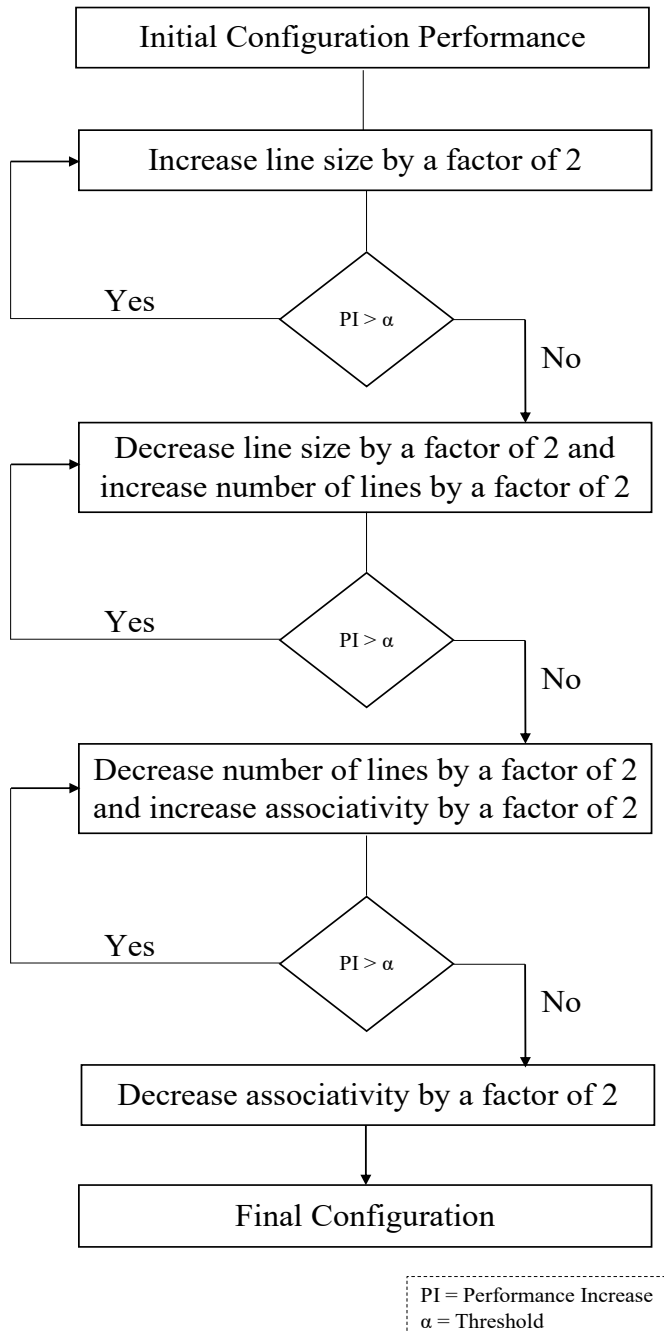 Initial Configuration Performance
Increase line size by a factor of 2
PI > α
Yes
No
Decrease line size by a factor of 2 and
increase number of lines by a factor of 2
PI > α
Yes
No
Decrease number of lines by a factor of 2
and increase associativity by a factor of 2
PI > α
Yes
No
Decrease associativity by a factor of 2
Final Configuration
PI = Performance Increase
α = Threshold